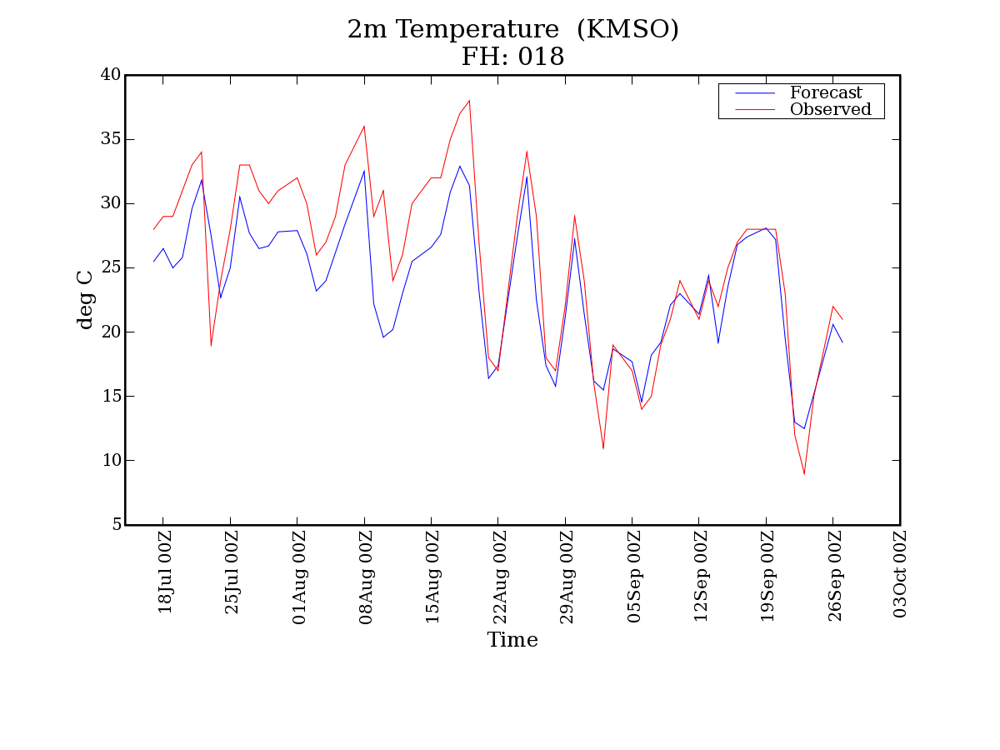 2m Temperature  (KMSO)
FH: 018
Forecast
Observed
40
35
30
25
20
15
10
5
deg C
18Jul 00Z
25Jul 00Z
01Aug 00Z
08Aug 00Z
15Aug 00Z
22Aug 00Z
29Aug 00Z
05Sep 00Z
12Sep 00Z
19Sep 00Z
26Sep 00Z
03Oct 00Z
Time